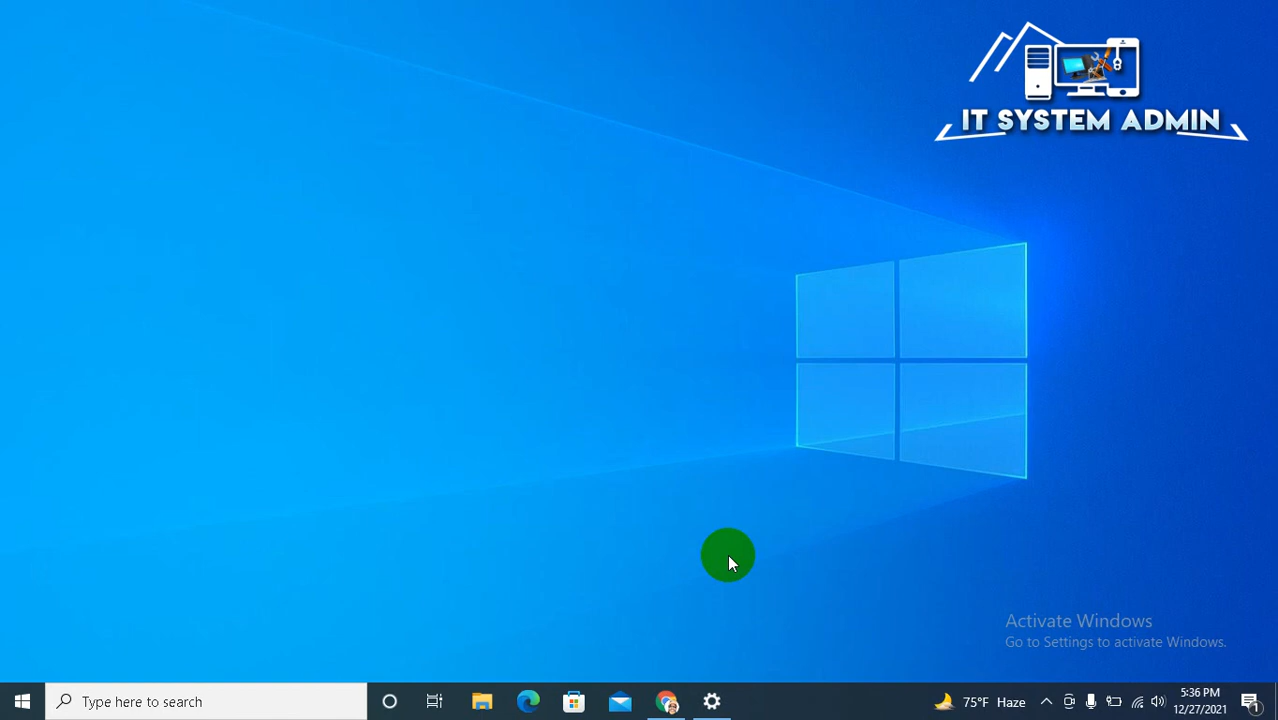 IT SYSTEM ADMIN
Activate Windows
Go to Settings to activate Windows.
Type here to search
75°F Haze
5:36 PM
12/27/2021
1